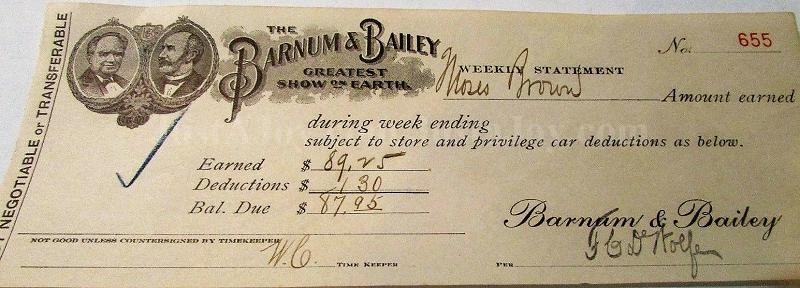 NEGOTIABLE or TRANSFERABLE
THE
BARNUM & BAILEY
GREATEST
SHOW ON EARTH.
No. 655
WEEKLY STATEMENT
Moses Brown Amount earned
during week ending
subject to store and privilege car deductions as below.
Earned $ 89.25
Deductions $ 1 30
Bal. Due $ 87.95
Barnum & Bailey
NOT GOOD UNLESS COUNTERSIGNED BY TIMEKEEPER
W.C. TIME KEEPER
PER